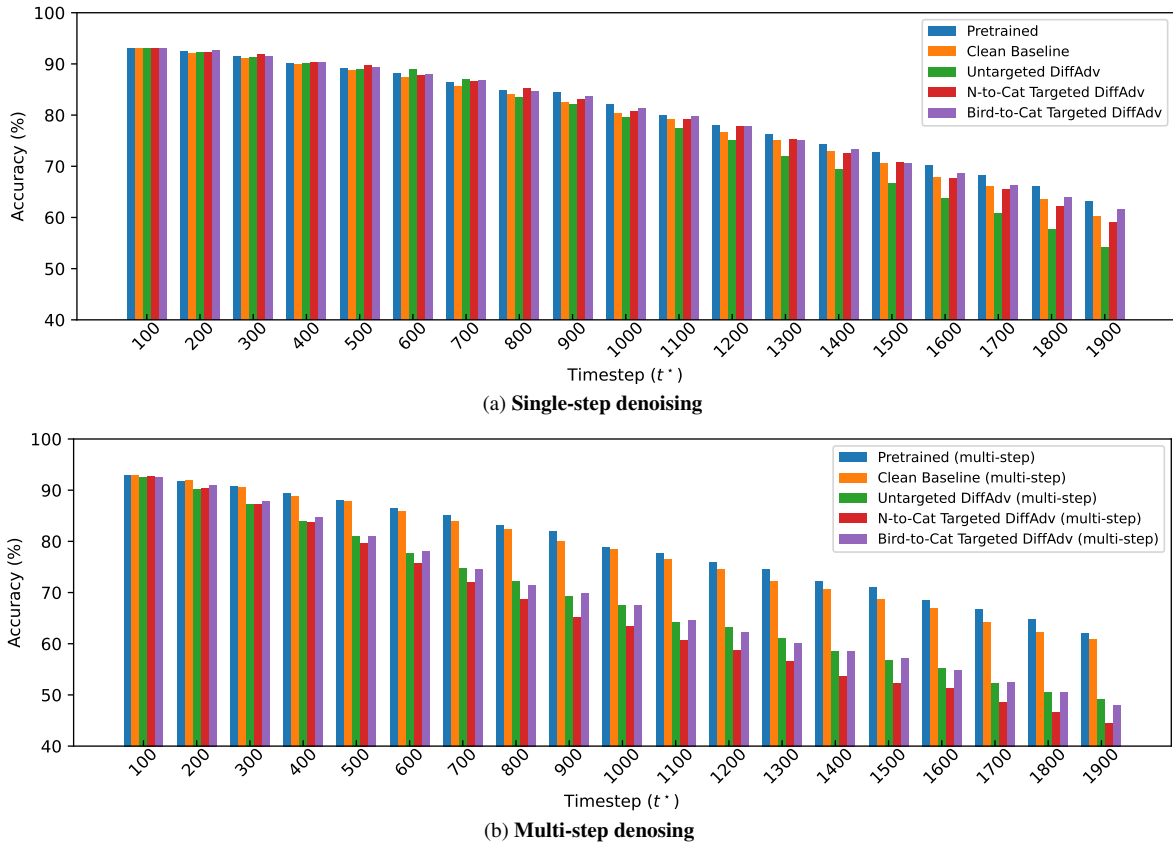 100
90
80
70
60
50
40
Accuracy (%)
Pretrained
Clean Baseline
Untargeted DiffAdv
N-to-Cat Targeted DiffAdv
Bird-to-Cat Targeted DiffAdv
100 200 300 400 500 600 700 800 900 1000 1100 1200 1300 1400 1500 1600 1700 1800 1900
Timestep (t*)
(a) Single-step denoising
100
90
80
70
60
50
40
Accuracy (%)
Pretrained (multi-step)
Clean Baseline (multi-step)
Untargeted DiffAdv (multi-step)
N-to-Cat Targeted DiffAdv (multi-step)
Bird-to-Cat Targeted DiffAdv (multi-step)
100 200 300 400 500 600 700 800 900 1000 1100 1200 1300 1400 1500 1600 1700 1800 1900
Timestep (t*)
(b) Multi-step denosing